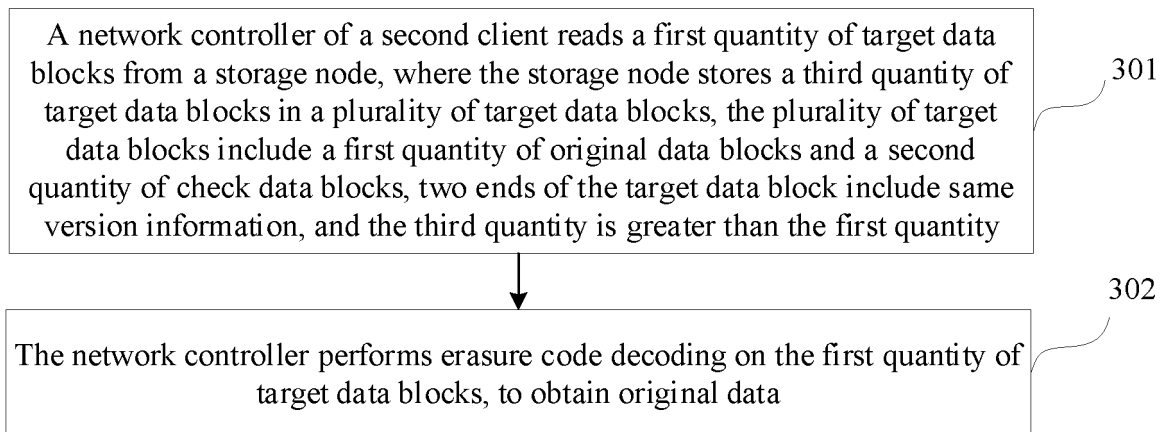 A network controller of a second client reads a first quantity of target data
blocks from a storage node, where the storage node stores a third quantity of
target data blocks in a plurality of target data blocks, the plurality of target
data blocks include a first quantity of original data blocks and a second
quantity of check data blocks, two ends of the target data block include same
version information, and the third quantity is greater than the first quantity
301
302
The network controller performs erasure code decoding on the first quantity of
target data blocks, to obtain original data